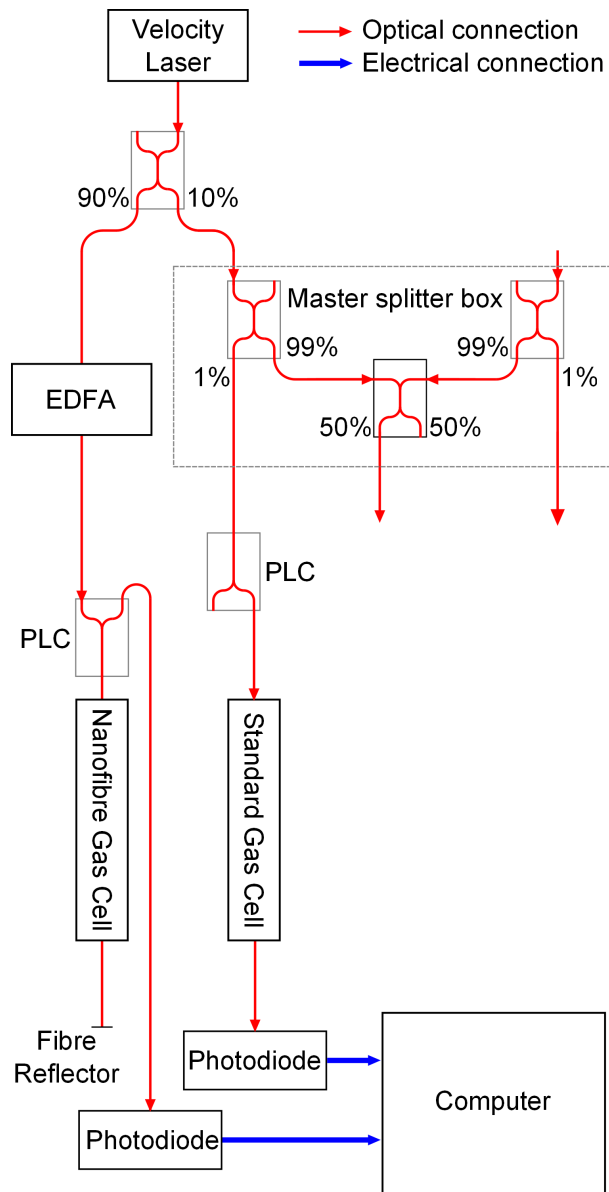 Velocity
Laser
Optical connection
Electrical connection
90%
10%
Master splitter box
99%
99%
1%
1%
EDFA
50%
50%
PLC
PLC
Nanofibre Gas Cell
Standard Gas Cell
Fibre
Reflector
Photodiode
Computer
Photodiode